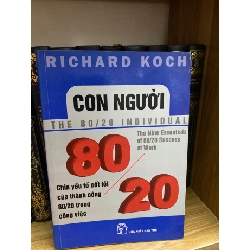 RICHARD KOCH
CON NGƯỜI
THE 80/20 INDIVIDUAL
The Nine Essentials
of 80/20 Success
at Work
80
20
Chín yếu tố cốt lõi
của thành công
80/20 trong
công việc